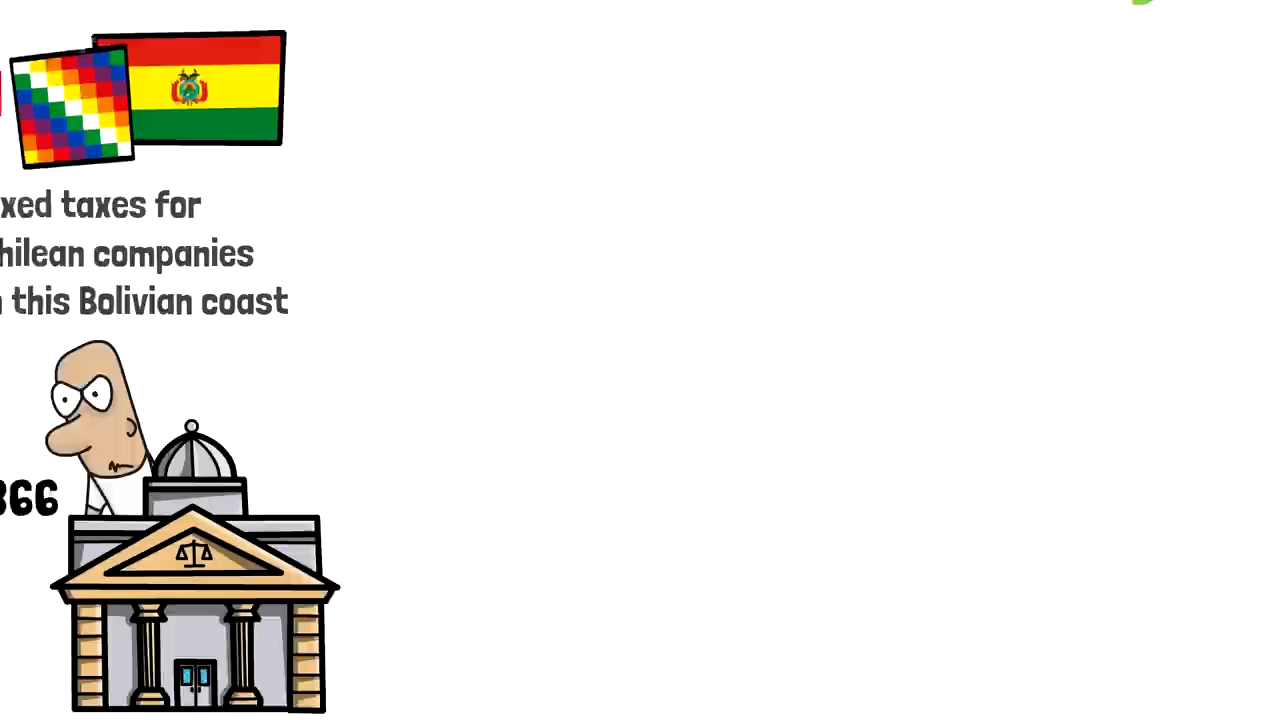 xed taxes for
hilean companies
this Bolivian coast
366